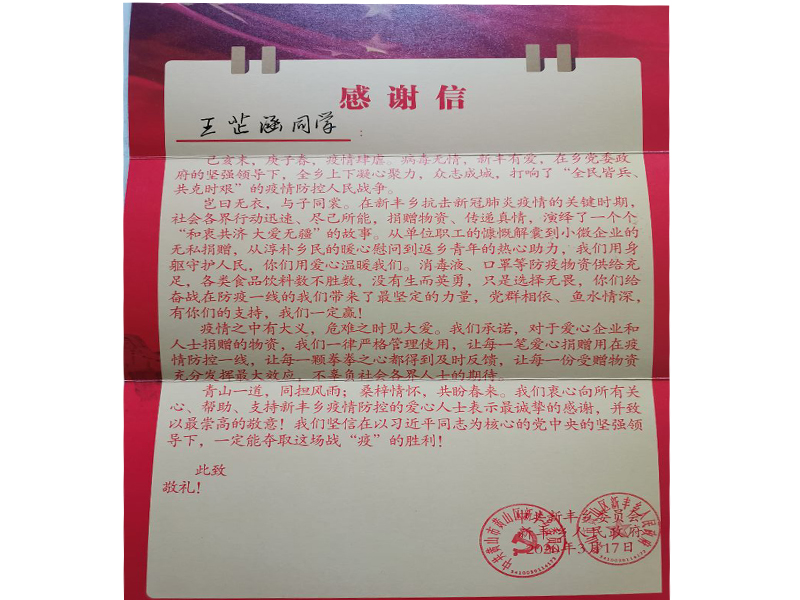 感谢信
王芷涵同学：
己亥末，庚子春，疫情肆虐。病毒无情，新丰有爱，在乡党委政
府的坚强领导下，全乡上下凝心聚力，众志成城，打响了“全民皆兵、
共克时艰”的疫情防控人民战争。
岂曰无衣，与子同裳。在新丰乡抗击新冠肺炎疫情的关键时期，
社会各界行动迅速、尽己所能，捐赠物资、传递真情，演绎了一个个
“和衷共济 大爱无疆”的故事。从单位职工的慷慨解囊到小微企业的
无私捐赠，从淳朴乡民的暖心慰问到返乡青年的热心助力，我们用身
躯守护人民，你们用爱心温暖我们。消毒液、口罩等防疫物资供给充
足，各类食品饮料数不胜数，没有生而英勇，只是选择无畏，你们给
奋战在防疫一线的我们带来了最坚定的力量，党群相依、鱼水情深，
有你们的支持，我们一定赢！
疫情之中有大义，危难之时见大爱。我们承诺，对于爱心企业和
人士捐赠的物资，我们一律严格管理使用，让每一笔爱心捐赠用在疫
情防控一线，让每一颗拳拳之心都得到及时反馈，让每一份受赠物资
充分发挥最大效应，不辜负社会各界人士的期待。
青山一道，同担风雨；桑梓情怀，共盼春来。我们衷心向所有关
心、帮助、支持新丰乡疫情防控的爱心人士表示最诚挚的感谢，并致
以最崇高的敬意！我们坚信在以习近平同志为核心的党中央的坚强领
导下，一定能夺取这场战“疫”的胜利！
此致
敬礼！
中共新丰乡委员会
新丰乡人民政府
2020年3月17日